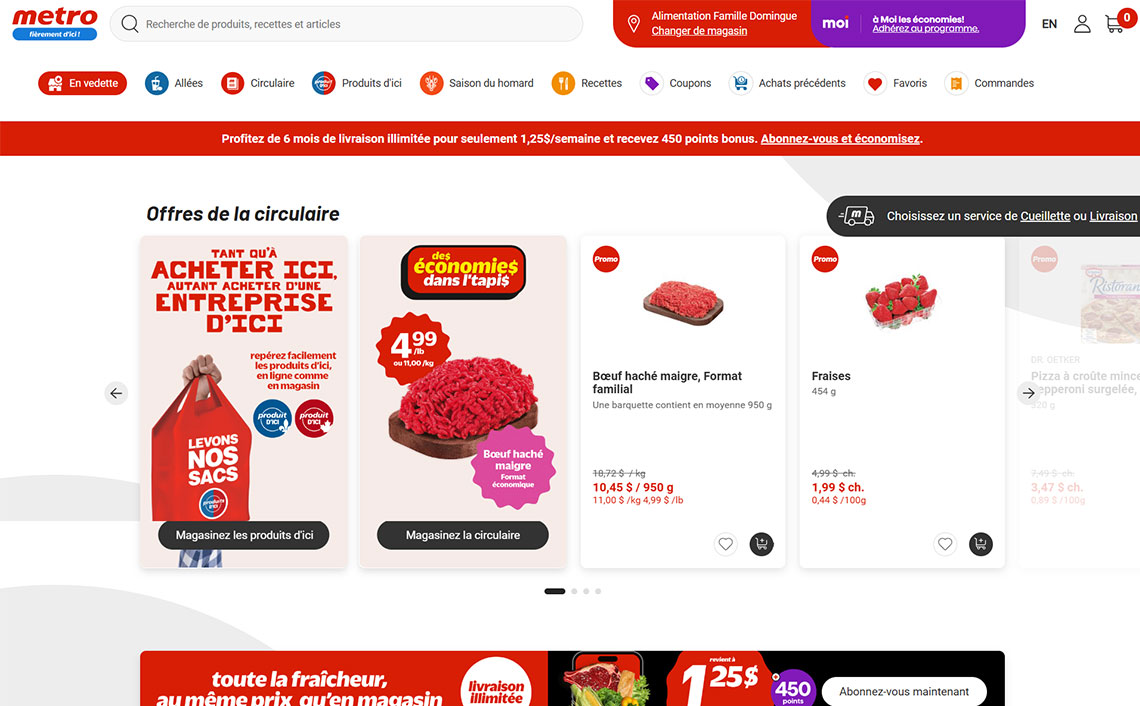 metro
fièrement d'ici !
Recherche de produits, recettes et articles
Alimentation Famille Domingue
Changer de magasin
moi
à Moi les économies!
Adhérez au programme.
EN
0
En vedette
Allées
Circulaire
Produits d'ici
Saison du homard
Recettes
Coupons
Achats précédents
Favoris
Commandes
Profitez de 6 mois de livraison illimitée pour seulement 1,25$/semaine et recevez 450 points bonus. Abonnez-vous et économisez.
Offres de la circulaire
m
Choisissez un service de Cueillette ou Livraison
TANT QU'À
ACHETER ICI,
AUTANT ACHETER D'UNE
ENTREPRISE
D'ICI
repérez facilement
les produits d'ici,
en ligne comme
en magasin
produit
D'ICI
produit
D'ICI
LEVONS
NOS
SACS
produits
D'ICI
Magasinez les produits d'ici
des
économie$
dans l'tapi$
4,99
/lb
ou 11,00 /kg
Bœuf haché
maigre
Format
économique
Magasinez la circulaire
Promo
Bœuf haché maigre, Format
familial
Une barquette contient en moyenne 950 g
18,72 $ / kg
10,45 $ / 950 g
11,00 $ /kg 4,99 $ /lb
Promo
Fraises
454 g
4,99 $ ch.
1,99 $ ch.
0,44 $ /100g
Promo
Ristoran
DR. OETKER
Pizza à croûte mince
pepperoni surgelée,
g
7,49 $ ch.
3,47 $ ch.
0,89 $ /100g
toute la fraîcheur,
au même prix qu'en magasin
livraison
illimitée
revient à
1,25$
450
points
Abonnez-vous maintenant